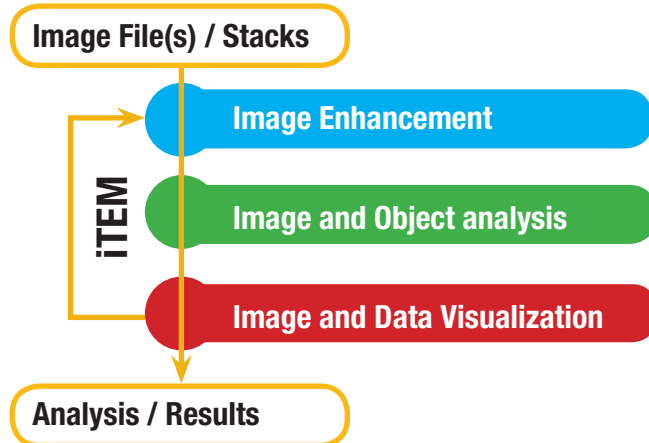 Image File(s) / Stacks
Image Enhancement
iTEM
Image and Object analysis
Image and Data Visualization
Analysis / Results